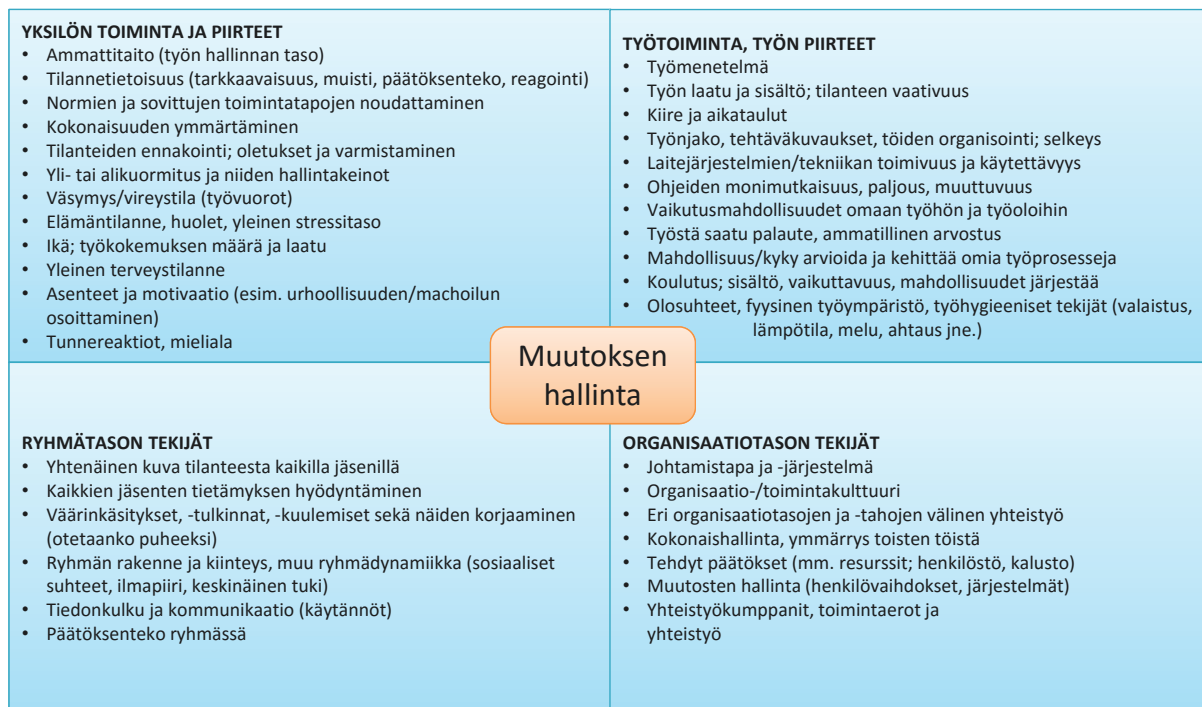 YKSILÖN TOIMINTA JA PIIRTEET
• Ammattitaito (työn hallinnan taso)
• Tilannetietoisuus (tarkkaavaisuus, muisti, päätöksenteko, reagointi)
• Normien ja sovittujen toimintatapojen noudattaminen
• Kokonaisuuden ymmärtäminen
• Tilanteiden ennakointi; oletukset ja varmistaminen
• Yli- tai alikuormitus ja niiden hallintakeinot
• Väsymys/vireystila (työvuorot)
• Elämäntilanne, huolet, yleinen stressitaso
• Ikä; työkokemuksen määrä ja laatu
• Yleinen terveystilanne
• Asenteet ja motivaatio (esim. urhoollisuuden/machoilun
osoittaminen)
• Tunnereaktiot, mieliala
TYÖTOIMINTA, TYÖN PIIRTEET
• Työmenetelmä
• Työn laatu ja sisältö; tilanteen vaativuus
• Kiire ja aikataulut
• Työnjako, tehtäväkuvaukset, töiden organisointi; selkeys
• Laitejärjestelmien/tekniikan toimivuus ja käytettävyys
• Ohjeiden monimutkaisuus, paljous, muuttuvuus
• Vaikutusmahdollisuudet omaan työhön ja työoloihin
• Työstä saatu palaute, ammatillinen arvostus
• Mahdollisuus/kyky arvioida ja kehittää omia työprosesseja
• Koulutus; sisältö, vaikuttavuus, mahdollisuudet järjestää
• Olosuhteet, fyysinen työympäristö, työhygieeniset tekijät (valaistus,
lämpötila, melu, ahtaus jne.)
Muutoksen
hallinta
RYHMÄTASON TEKIJÄT
• Yhtenäinen kuva tilanteesta kaikilla jäsenillä
• Kaikkien jäsenten tietämyksen hyödyntäminen
• Väärinkäsitykset, -tulkinnat, -kuulemiset sekä näiden korjaaminen
(otetaanko puheeksi)
• Ryhmän rakenne ja kiinteys, muu ryhmädynamiikka (sosiaaliset
suhteet, ilmapiiri, keskinäinen tuki)
• Tiedonkulku ja kommunikaatio (käytännöt)
• Päätöksenteko ryhmässä
ORGANISAATIOTASON TEKIJÄT
• Johtamistapa ja -järjestelmä
• Organisaatio-/toimintakulttuuri
• Eri organisaatiotasojen ja -tahojen välinen yhteistyö
• Kokonaishallinta, ymmärrys toisten töistä
• Tehdyt päätökset (mm. resurssit; henkilöstö, kalusto)
• Muutosten hallinta (henkilövaihdokset, järjestelmät)
• Yhteistyökumppanit, toimintaerot ja
yhteistyö